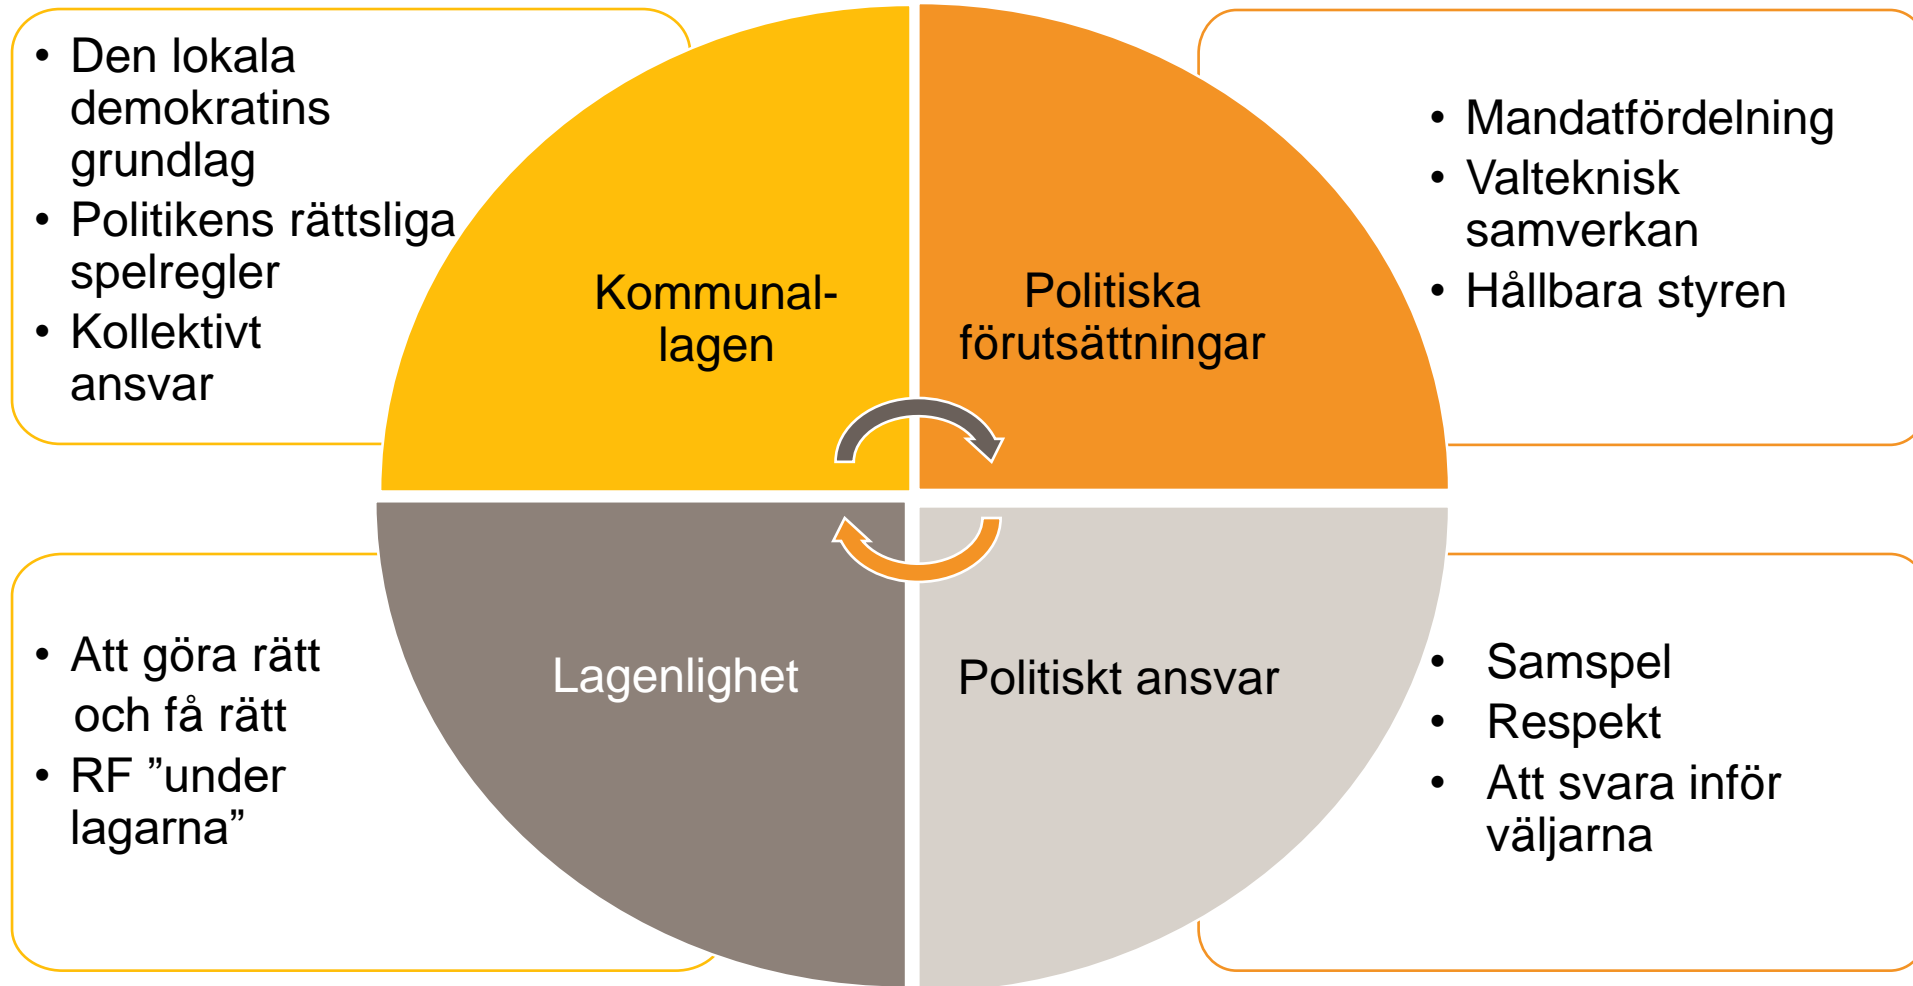 • Den lokala
demokratins
grundlag
• Politikens rättsliga
spelregler
• Kollektivt
ansvar
Kommunal-
lagen
Politiska
förutsättningar
• Mandatfördelning
• Valteknisk
samverkan
• Hållbara styren
• Att göra rätt
och få rätt
• RF ”under
lagarna”
Lagenlighet
Politiskt ansvar
• Samspel
• Respekt
• Att svara inför
väljarna